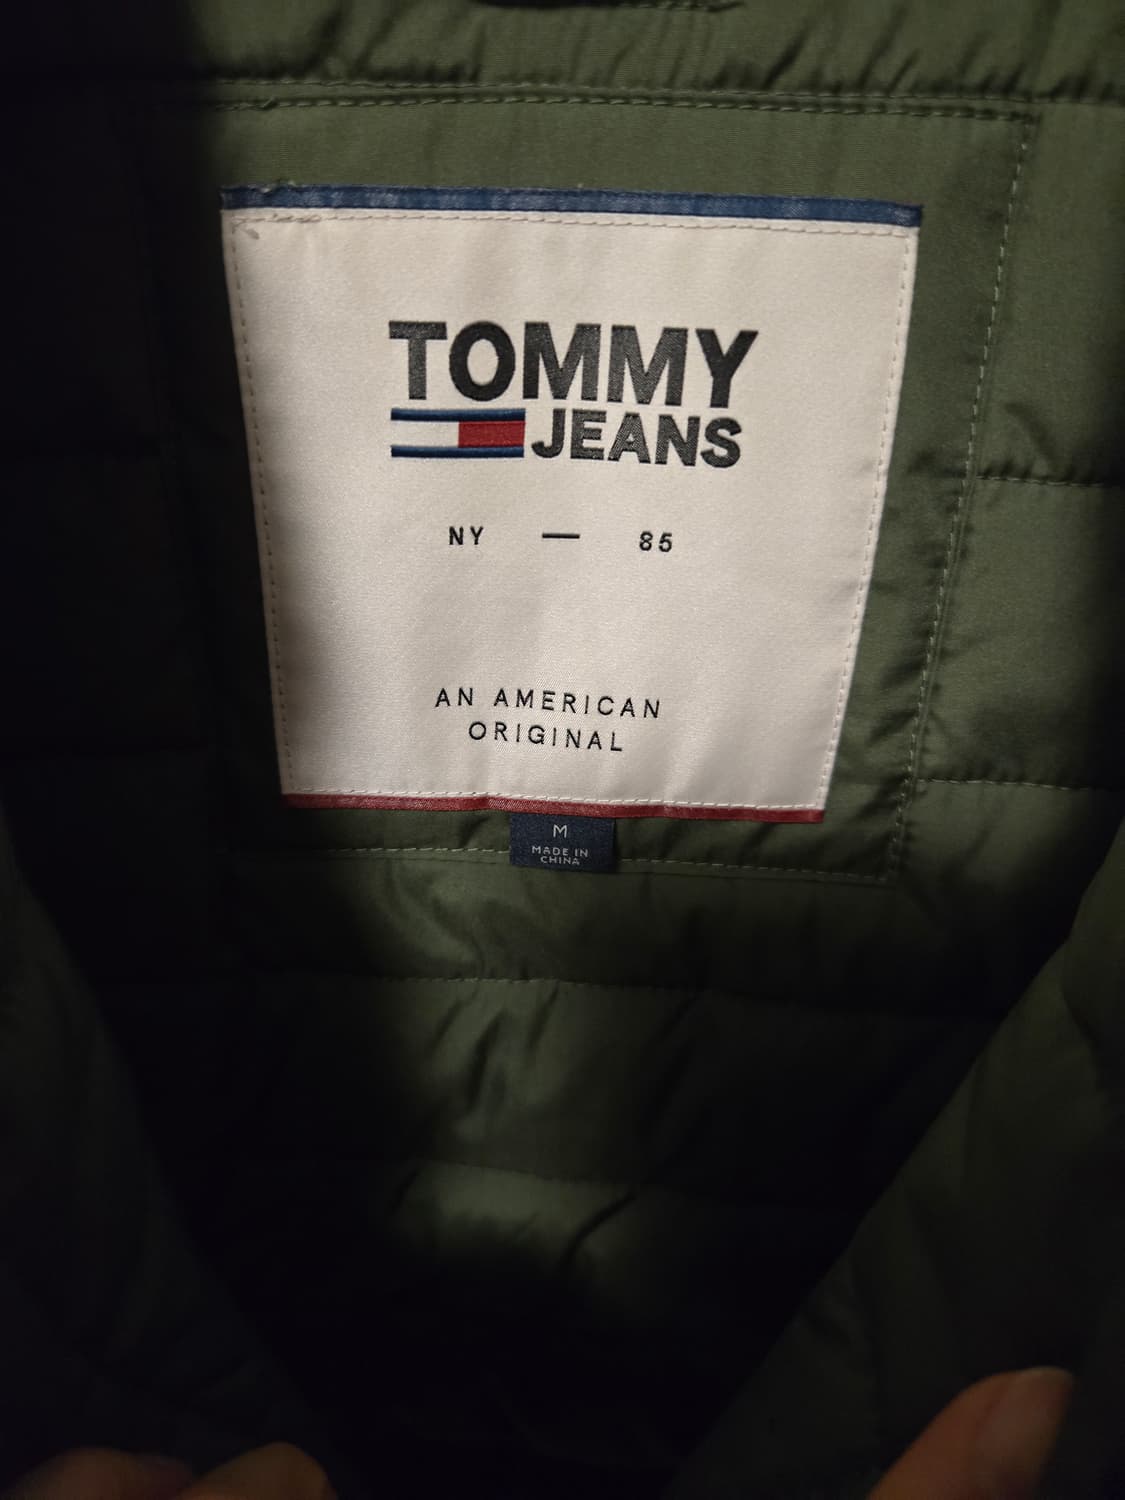 TOMMY
JEANS
NY — 85
AN AMERICAN
ORIGINAL
M
MADE IN
CHINA